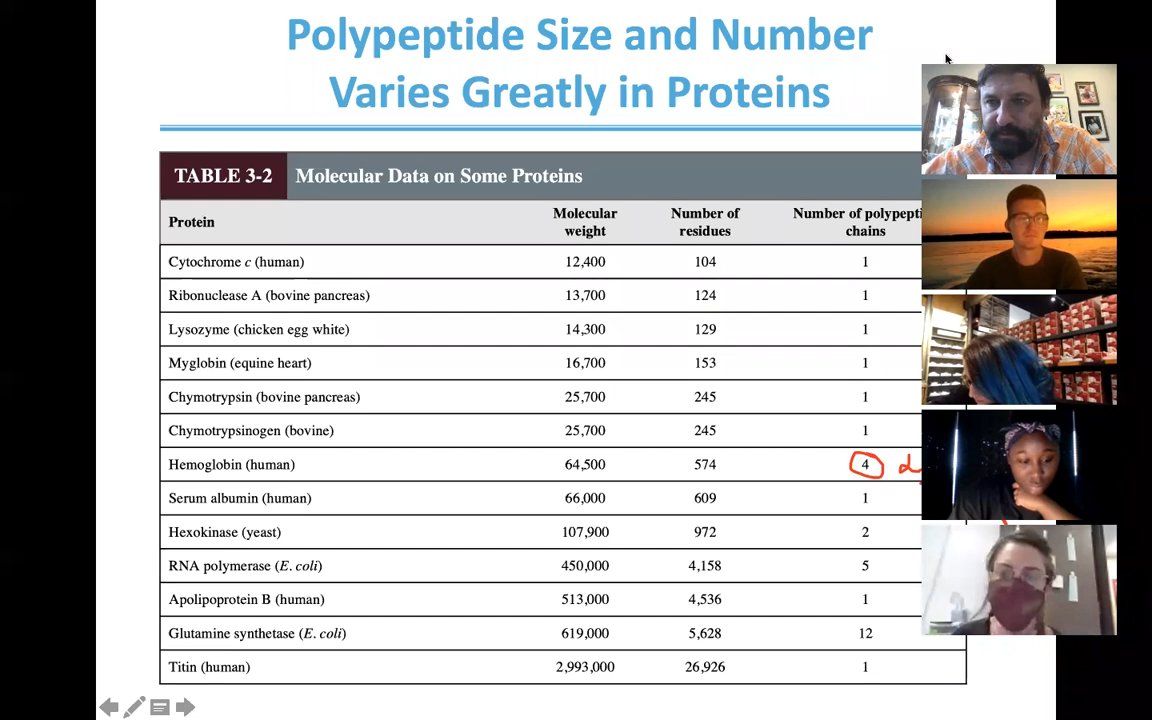 Polypeptide Size and Number
Varies Greatly in Proteins
TABLE 3-2 Molecular Data on Some Proteins
Protein Molecular weight Number of residues Number of polypepti chains
Cytochrome c (human) 12,400 104 1
Ribonuclease A (bovine pancreas) 13,700 124 1
Lysozyme (chicken egg white) 14,300 129 1
Myglobin (equine heart) 16,700 153 1
Chymotrypsin (bovine pancreas) 25,700 245 1
Chymotrypsinogen (bovine) 25,700 245 1
Hemoglobin (human) 64,500 574 4
Serum albumin (human) 66,000 609 1
Hexokinase (yeast) 107,900 972 2
RNA polymerase (E. coli) 450,000 4,158 5
Apolipoprotein B (human) 513,000 4,536 1
Glutamine synthetase (E. coli) 619,000 5,628 12
Titin (human) 2,993,000 26,926 1